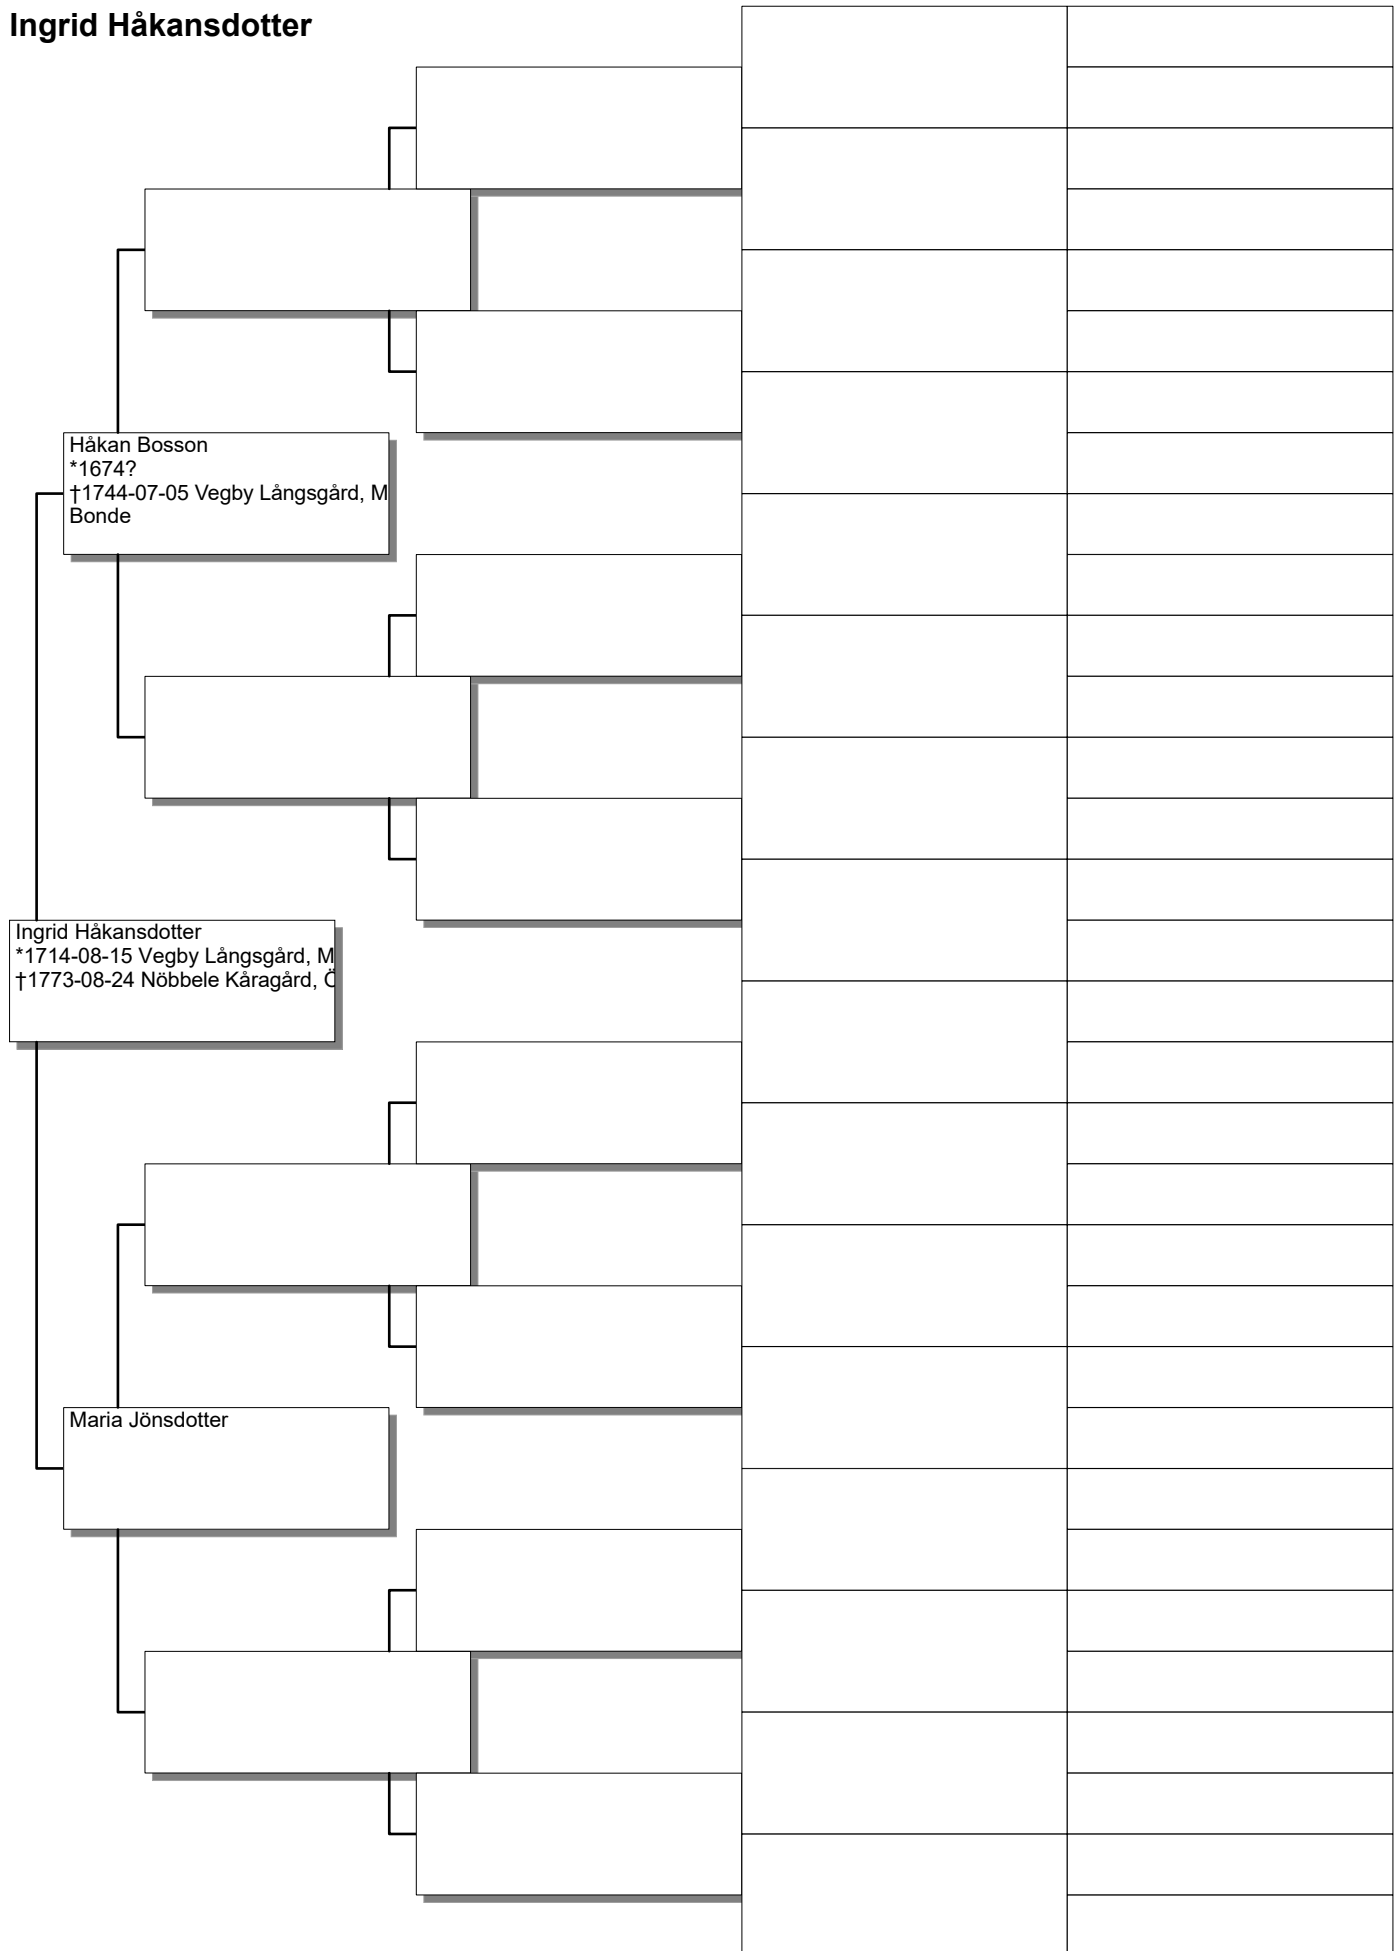 Ingrid Håkansdotter
Håkan Bosson
*1674?
†1744-07-05 Vegby Långsgård, M
Bonde
Ingrid Håkansdotter
*1714-08-15 Vegby Långsgård, M
†1773-08-24 Nöbbele Kåragård, Ö
Maria Jönsdotter